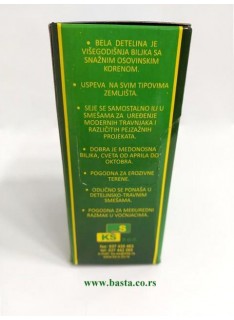 • BELA DETELINA JE
VIŠEGODIŠNJA BILJKA SA
SNAŽNIM OSOVINSKIM
KORENOM.
• USPEVA NA SVIM TIPOVIMA
ZEMLJIŠTA.
• SEJE SE SAMOSTALNO ILI U
SMEŠAMA ZA UREĐENJE
MODERNIH TRAVNJAKA I
RAZLIČITIH PEJZAŽNIH
PROJEKATA.
• DOBRA JE MEDONOSNA
BILJKA, CVETA OD APRILA DO
OKTOBRA.
• POGODNA ZA EROZIVNE
TERENE.
• ODLIČNO SE PONAŠA U
DETELINSKO-TRAVNIM
SMEŠAMA.
• POGODNA ZA MEĐUREDNI
RAZMAK U VOĆNJACIMA.
KS
www.basta.co.rs